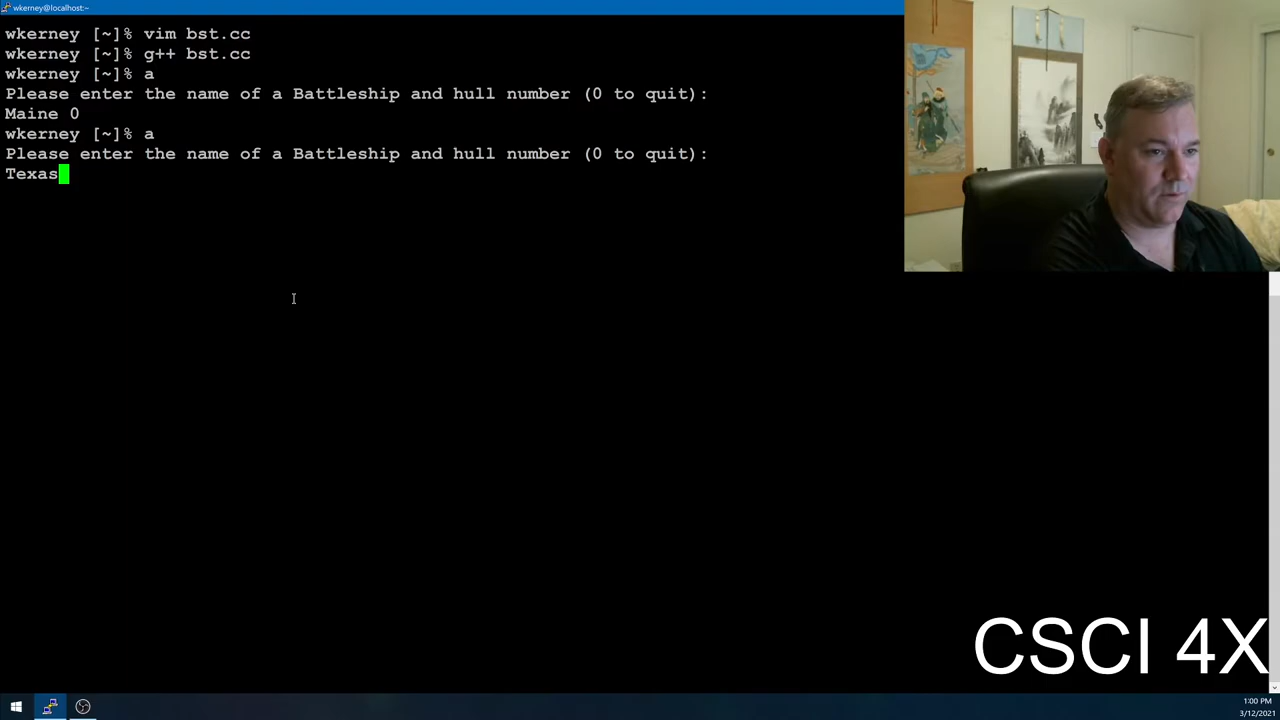 wkerney@localhost:~
wkerney [~]% vim bst.cc
wkerney [~]% g++ bst.cc
wkerney [~]% a
Please enter the name of a Battleship and hull number (0 to quit):
Maine 0
wkerney [~]% a
Please enter the name of a Battleship and hull number (0 to quit):
Texas
CSCI 4X
1:00 PM
3/12/2021